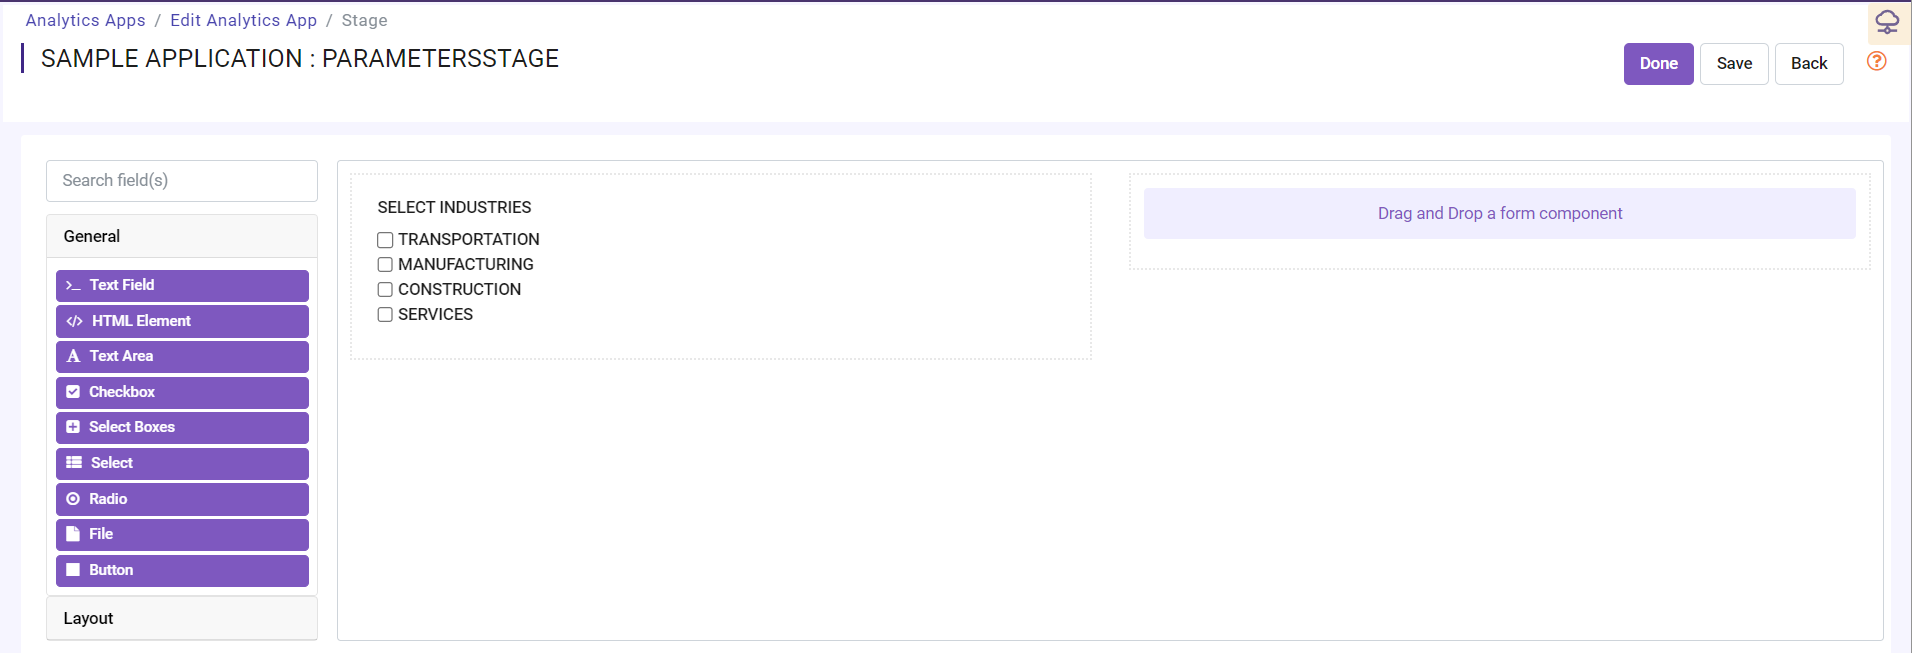 Analytics Apps / Edit Analytics App / Stage
SAMPLE APPLICATION : PARAMETERSSTAGE
Done
Save
Back
Search field(s)
General
Text Field
HTML Element
Text Area
Checkbox
Select Boxes
Select
Radio
File
Button
Layout
SELECT INDUSTRIES
TRANSPORTATION
MANUFACTURING
CONSTRUCTION
SERVICES
Drag and Drop a form component